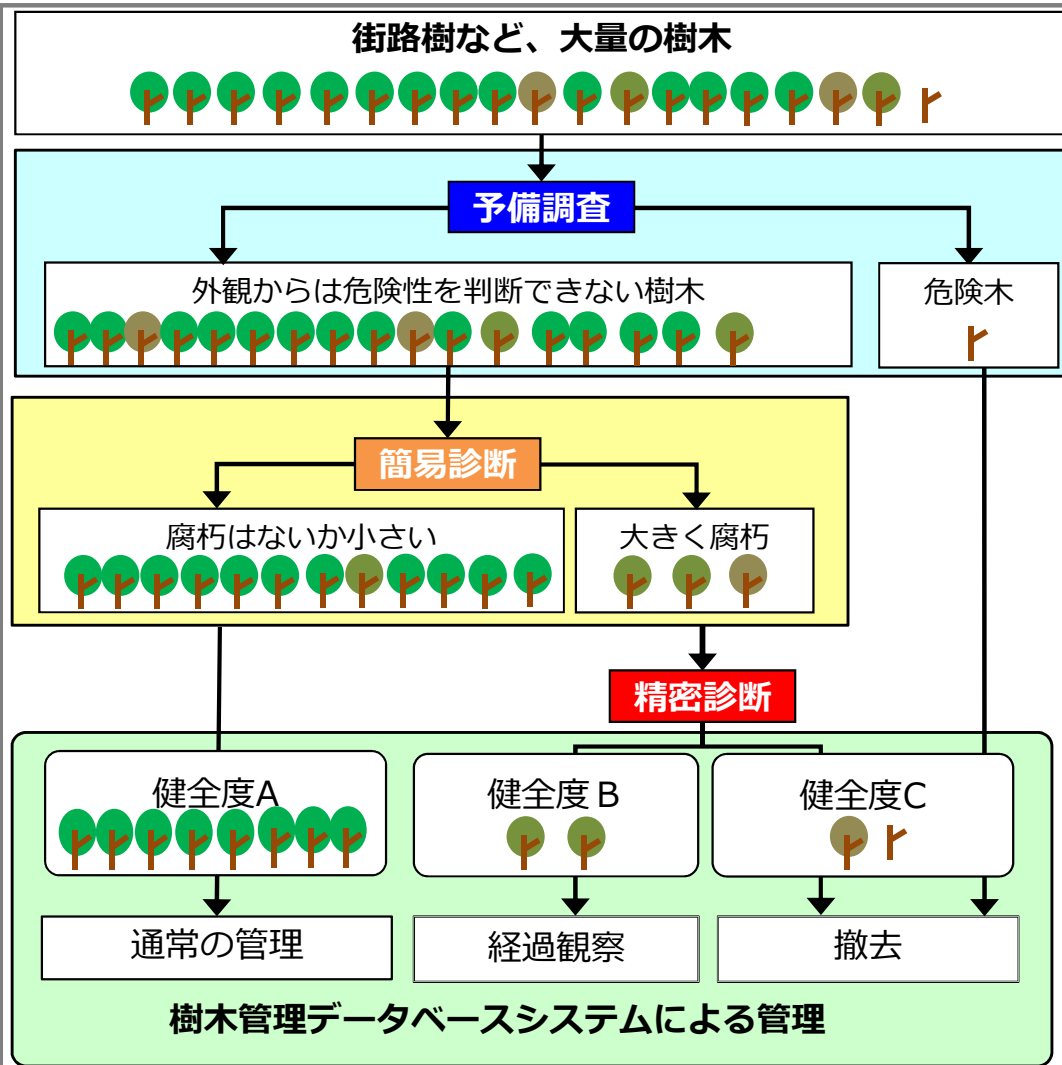 街路樹など、大量の樹木
予備調査
外観からは危険性を判断できない樹木
危険木
簡易診断
腐朽はないか小さい
大きく腐朽
精密診断
健全度A
健全度B
健全度C
通常の管理
経過観察
撤去
樹木管理データベースシステムによる管理